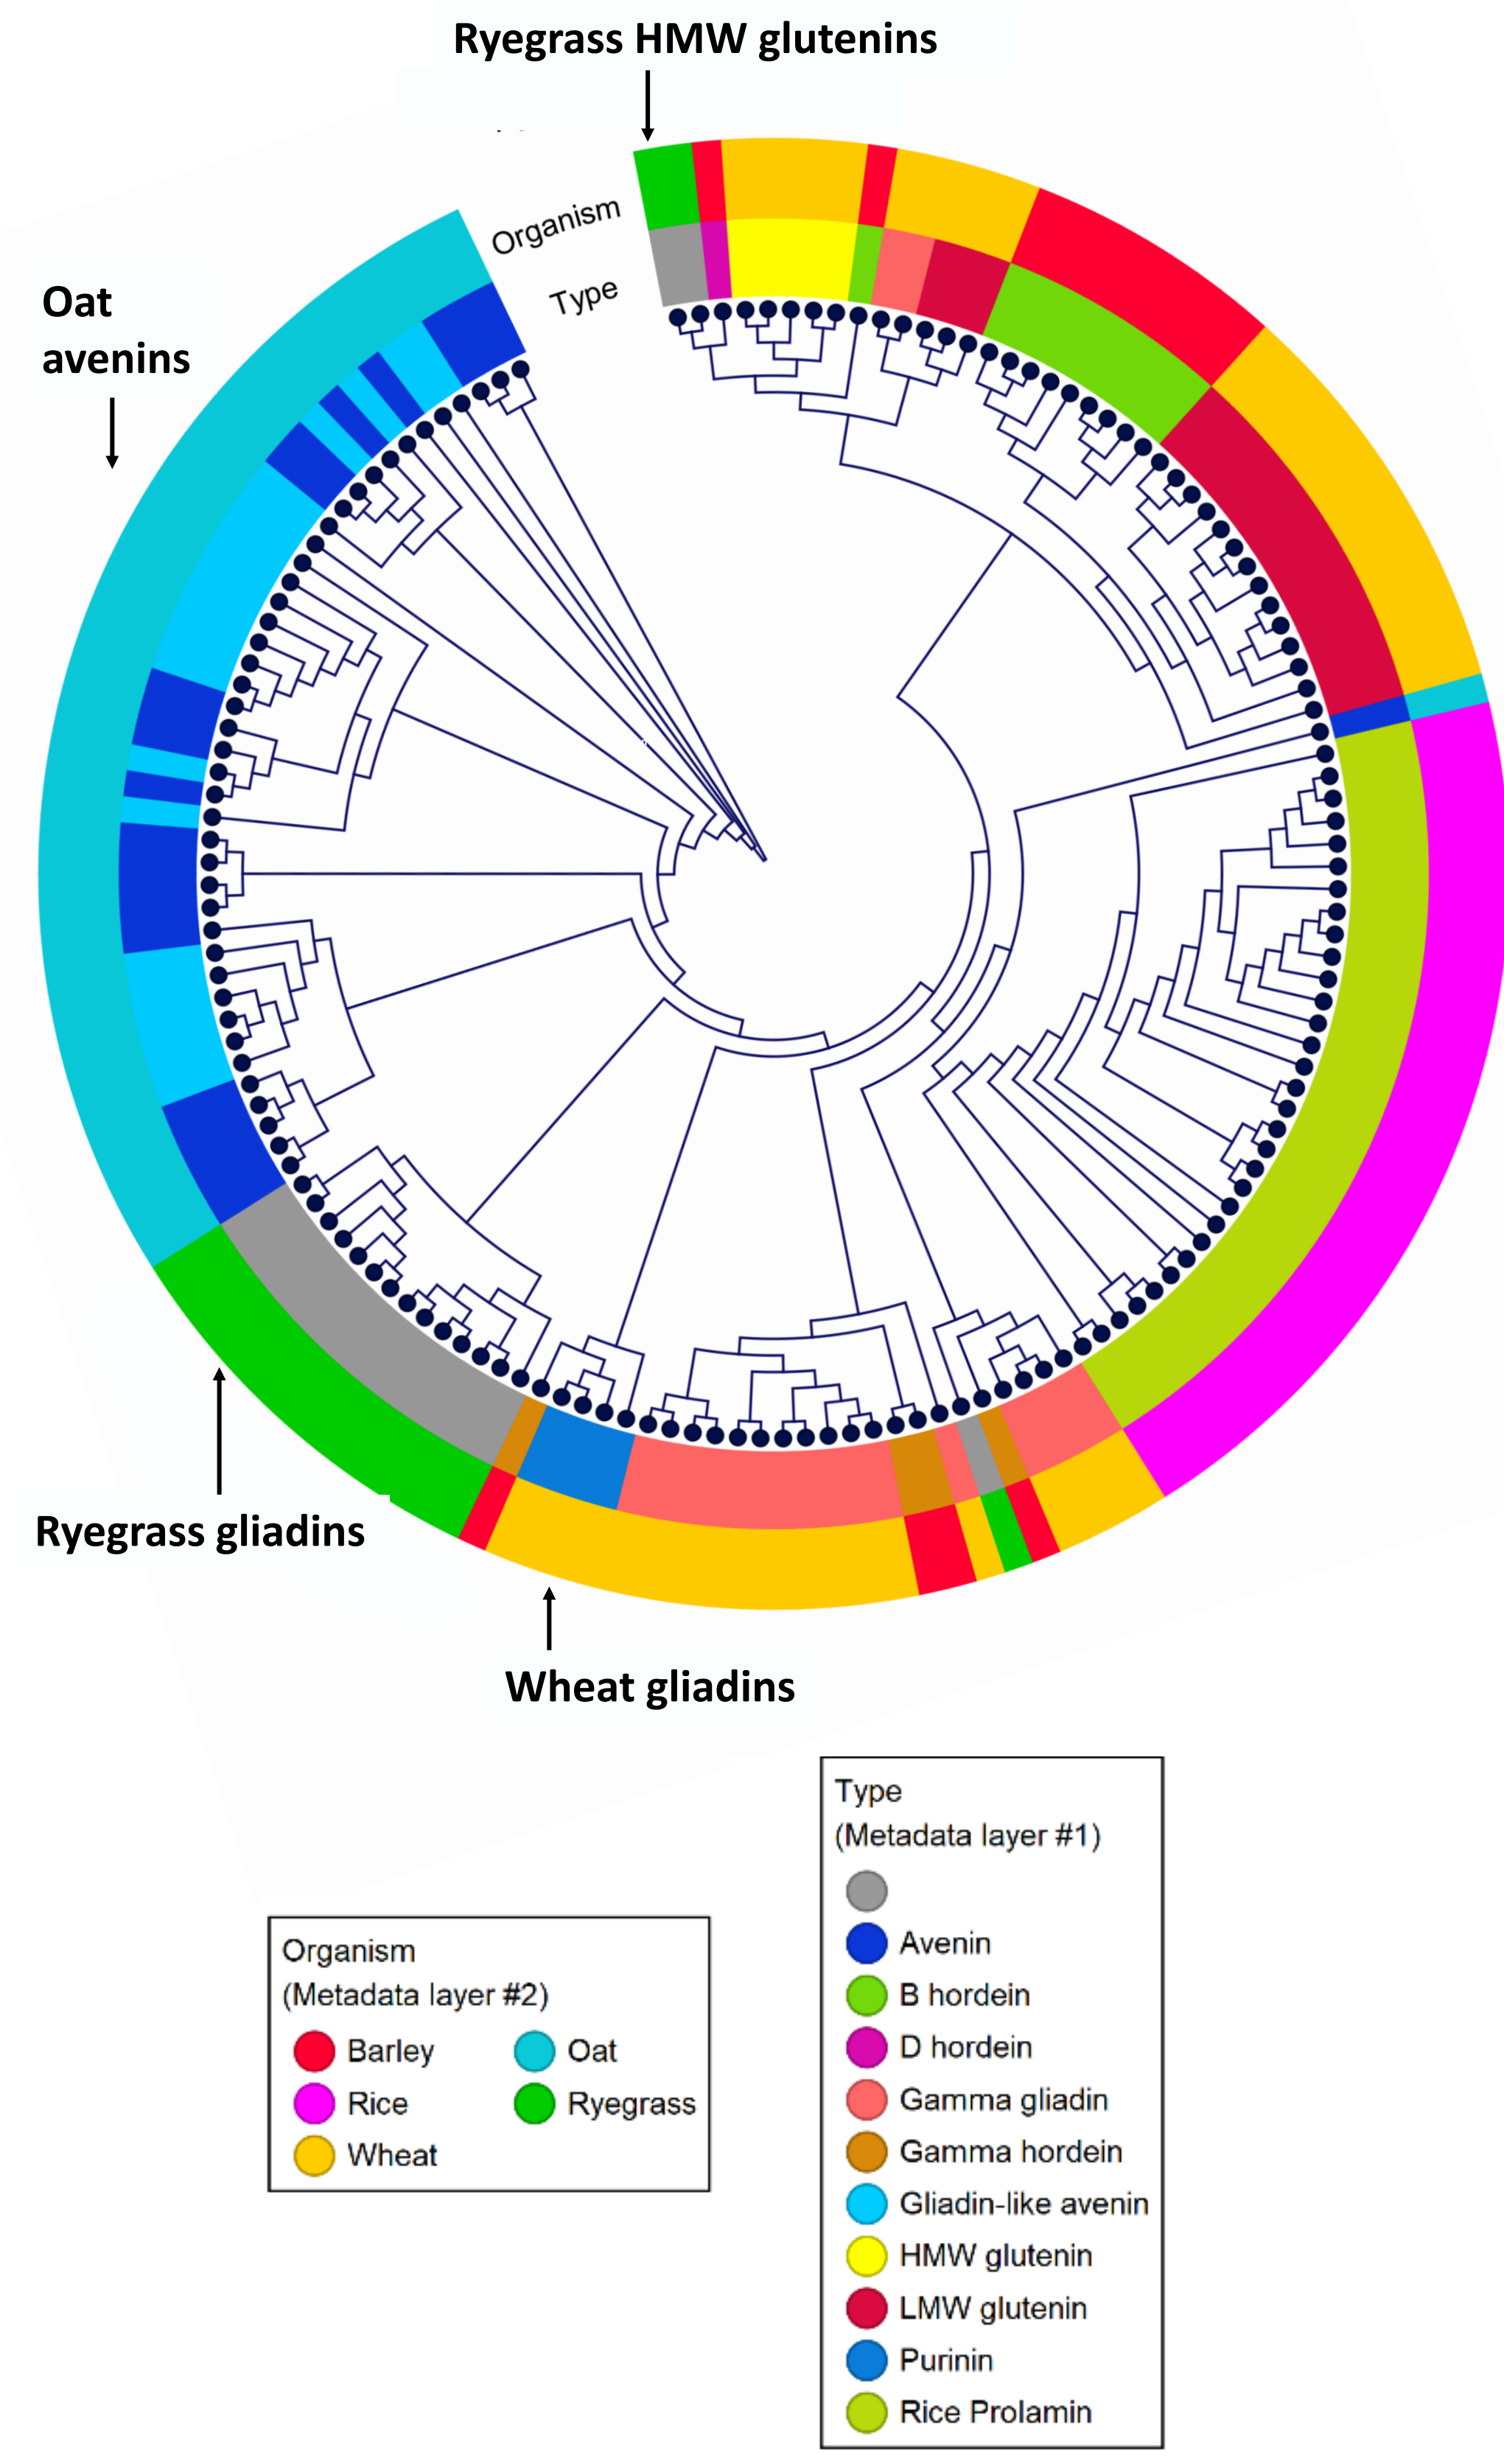 Ryegrass HMW glutenins
Organism
Type
Oat
avenins
Ryegrass gliadins
Wheat gliadins
Organism
(Metadata layer #2)
Barley
Oat
Rice
Ryegrass
Wheat
Type
(Metadata layer #1)
Avenin
B hordein
D hordein
Gamma gliadin
Gamma hordein
Gliadin-like avenin
HMW glutenin
LMW glutenin
Purinin
Rice Prolamin